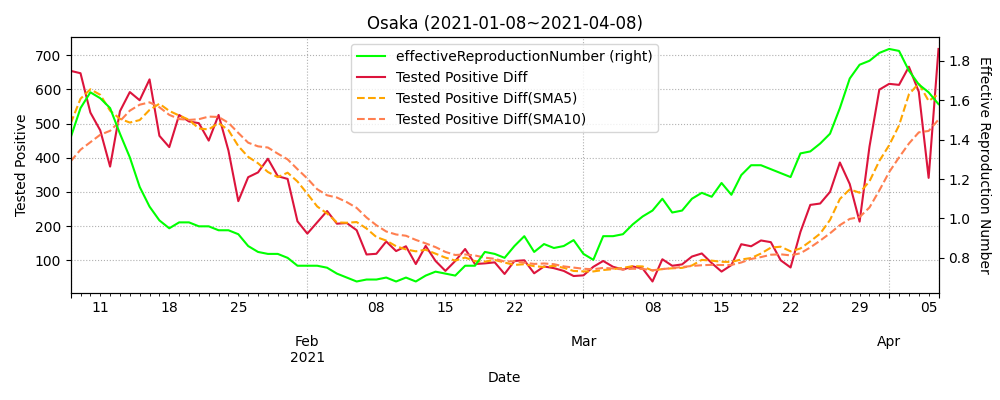 Osaka (2021-01-08~2021-04-08)
effectiveReproductionNumber (right)
Tested Positive Diff
Tested Positive Diff(SMA5)
Tested Positive Diff(SMA10)
Tested Positive
700
600
500
400
300
200
100
1.8
1.6
1.4
1.2
1.0
0.8
Effective Reproduction Number
11 18 25 08 15 22 08 15 22 29 05
Feb Mar Apr
2021
Date